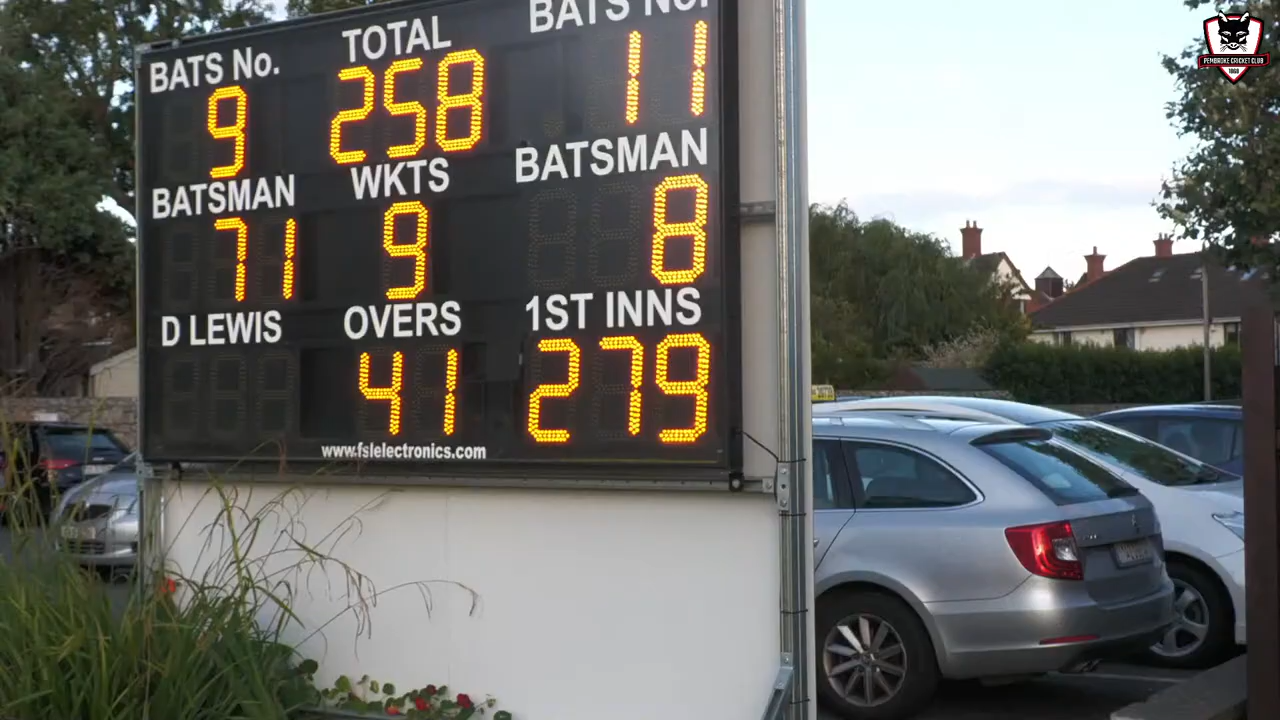 BATS No.
TOTAL
BATS No.
9
258
11
BATSMAN
WKTS
BATSMAN
71
9
8
D LEWIS
OVERS
1ST INNS
41
279
www.fslelectronics.com
PEMBROKE CRICKET CLUB
1868